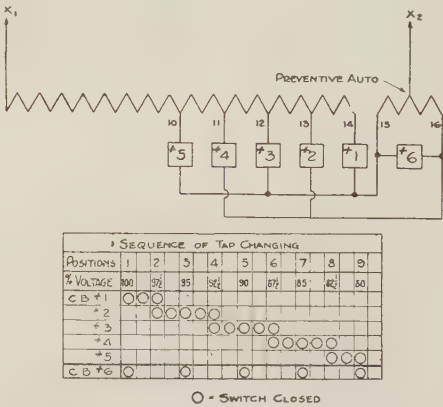 X1
X2
PREVENTIVE AUTO
10 11 12 13 14 15 16
#5 #4 #3 #2 #1 #6
SEQUENCE OF TAP CHANGING
POSITIONS 1 2 3 4 5 6 7 8 9
% VOLTAGE 100 97½ 95 92½ 90 87½ 85 82½ 80
C B #1
#2
#3
#4
#5
C B #6
O - SWITCH CLOSED